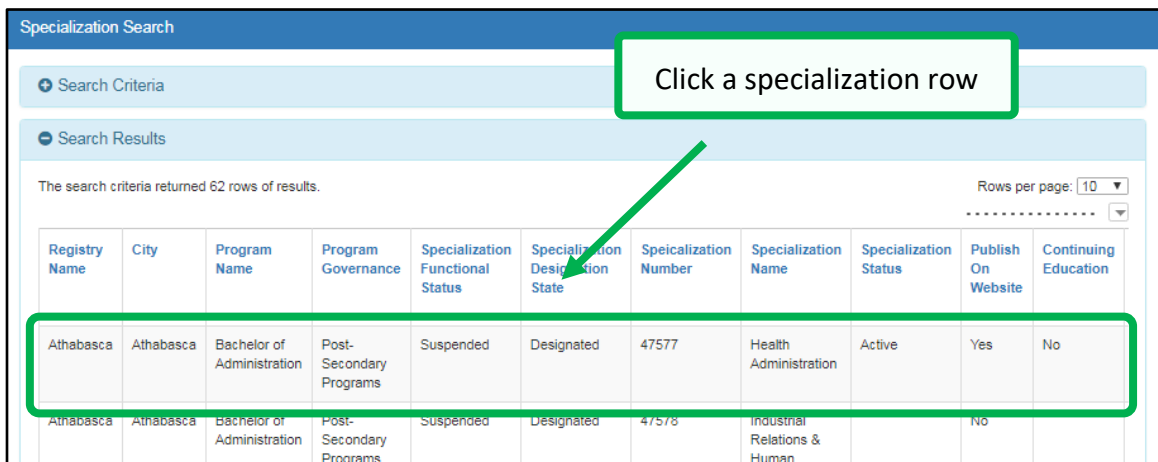 Specialization Search
Click a specialization row
Search Criteria
Search Results
The search criteria returned 62 rows of results.
Rows per page: 10
Registry Name City Program Name Program Governance Specialization Functional Status Specialization Designation State Speicalization Number Specialization Name Specialization Status Publish On Website Continuing Education
Athabasca Athabasca Bachelor of Administration Post-Secondary Programs Suspended Designated 47577 Health Administration Active Yes No
Athabasca Athabasca Bachelor of Administration Post-Secondary Programs Suspended Designated 47578 Industrial Relations & Human No